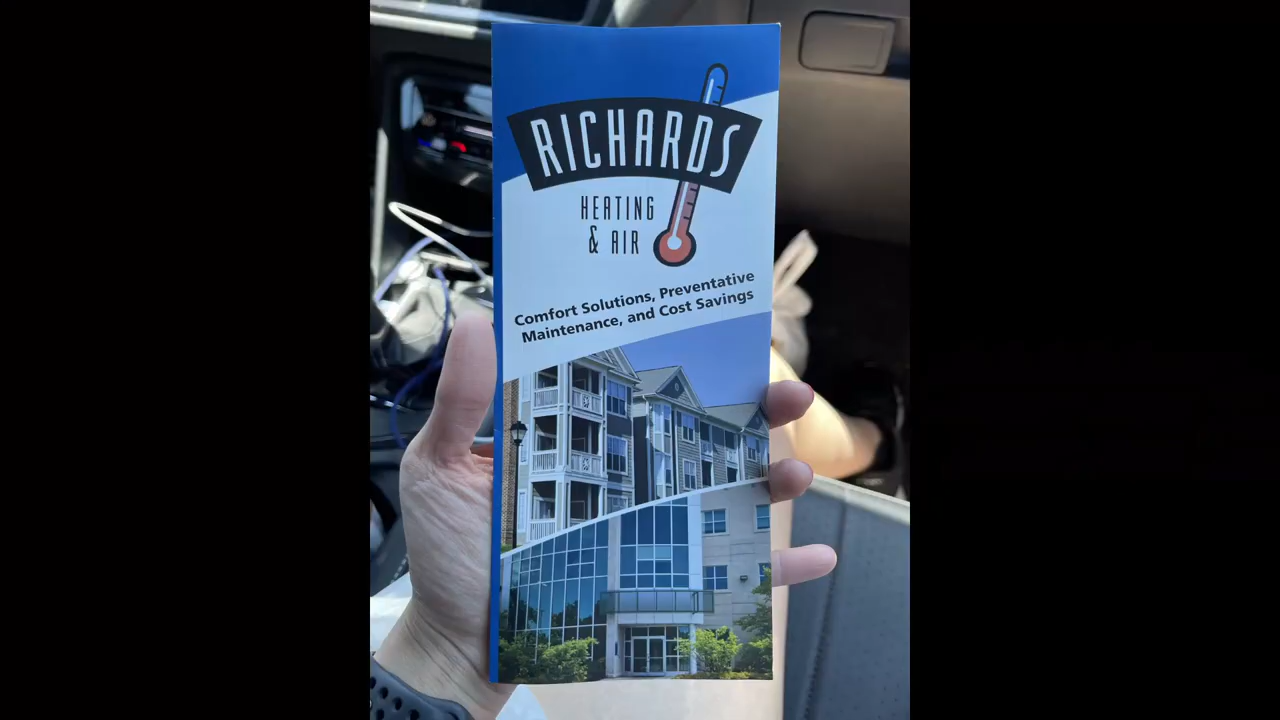 RICHARDS
HEATING
& AIR
Comfort Solutions, Preventative
Maintenance, and Cost Savings